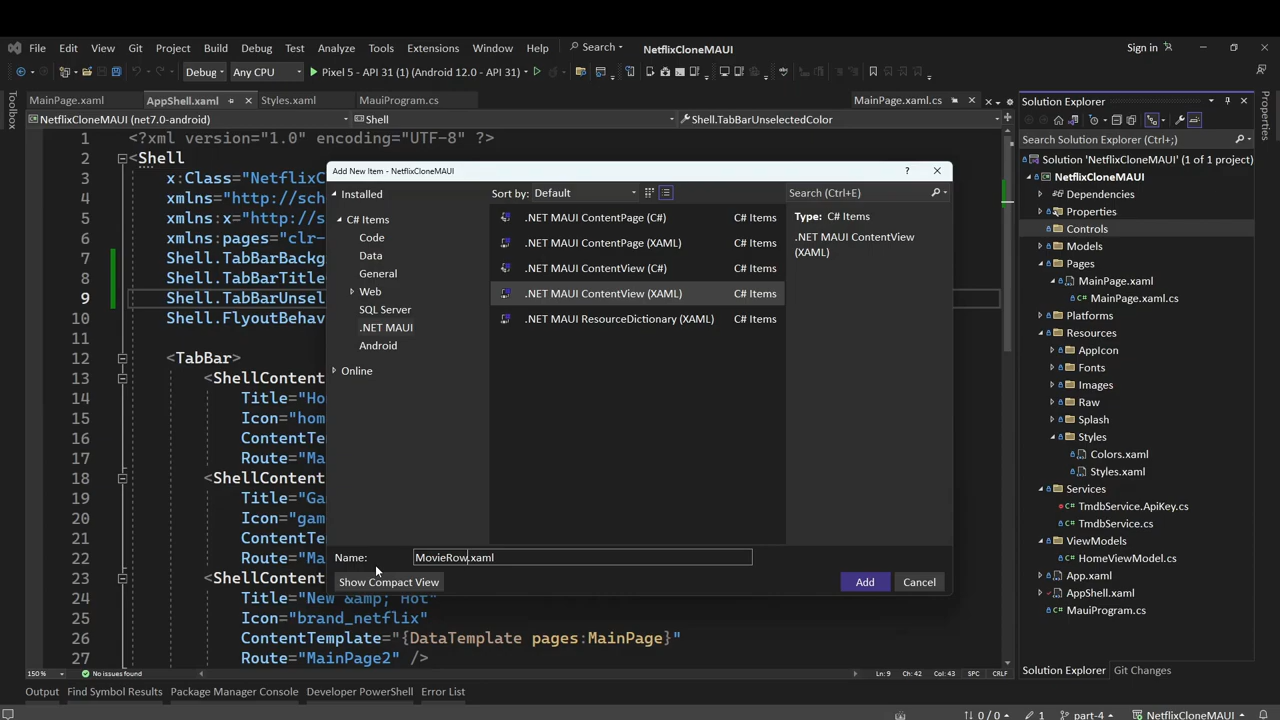 File Edit View Git Project Build Debug Test Analyze Tools Extensions Window Help Search NetflixCloneMAUI Sign in
Debug Any CPU Pixel 5 - API 31 (1) (Android 12.0 - API 31)
MainPage.xaml AppShell.xaml Styles.xaml MauiProgram.cs MainPage.xaml.cs
NetflixCloneMAUI (net7.0-android) Shell Shell.TabBarUnselectedColor
Toolbox
Properties
1 <?xml version="1.0" encoding="UTF-8" ?>
2 <Shell
3 x:Class="NetflixC
4 xmlns="http://sch
5 xmlns:x="http://s
6 xmlns:pages="clr-
7 Shell.TabBarBackg
8 Shell.TabBarTitle
9 Shell.TabBarUnsel
10 Shell.FlyoutBehav
11
12 <TabBar>
13 <ShellContent
14 Title="Ho
15 Icon="hom
16 ContentTe
17 Route="Ma
18 <ShellContent
19 Title="Ga
20 Icon="gam
21 ContentTe
22 Route="Ma
23 <ShellContent
24 Title="New &amp; Hot"
25 Icon="brand_netflix"
26 ContentTemplate="{DataTemplate pages:MainPage}"
27 Route="MainPage2" />
Add New Item - NetflixCloneMAUI
Installed
C# Items
Code
Data
General
Web
SQL Server
.NET MAUI
Android
Online
Sort by: Default
Search (Ctrl+E)
.NET MAUI ContentPage (C#) C# Items
.NET MAUI ContentPage (XAML) C# Items
.NET MAUI ContentView (C#) C# Items
.NET MAUI ContentView (XAML) C# Items
.NET MAUI ResourceDictionary (XAML) C# Items
Type: C# Items
.NET MAUI ContentView
(XAML)
Name: MovieRow.xaml
Show Compact View Add Cancel
Solution Explorer
Search Solution Explorer (Ctrl+;)
Solution 'NetflixCloneMAUI' (1 of 1 project)
NetflixCloneMAUI
Dependencies
Properties
Controls
Models
Pages
MainPage.xaml
MainPage.xaml.cs
Platforms
Resources
AppIcon
Fonts
Images
Raw
Splash
Styles
Colors.xaml
Styles.xaml
Services
TmdbService.ApiKey.cs
TmdbService.cs
ViewModels
HomeViewModel.cs
App.xaml
AppShell.xaml
MauiProgram.cs
Solution Explorer Git Changes
150 % No issues found Ln: 9 Ch: 42 Col: 43 SPC CRLF
Output Find Symbol Results Package Manager Console Developer PowerShell Error List
0 / 0 1 part-4 NetflixCloneMAUI